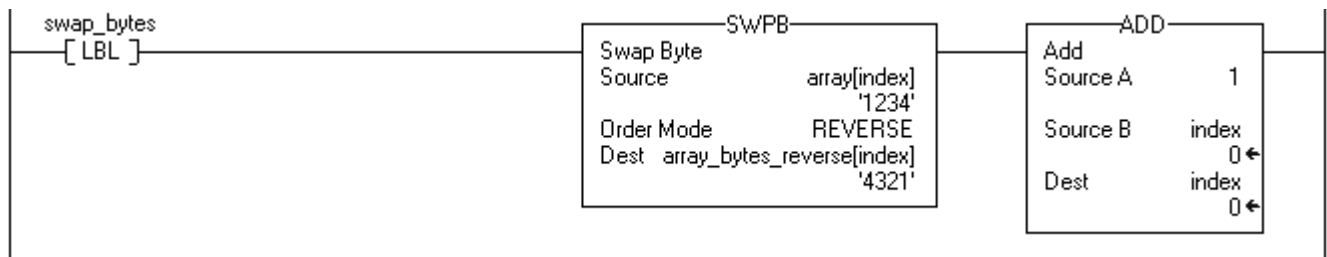 swap_bytes
LBL
SWPB
Swap Byte
Source array[index]
'1234'
Order Mode REVERSE
Dest array_bytes_reverse[index]
'4321'
ADD
Add
Source A 1
Source B index
0
Dest index
0